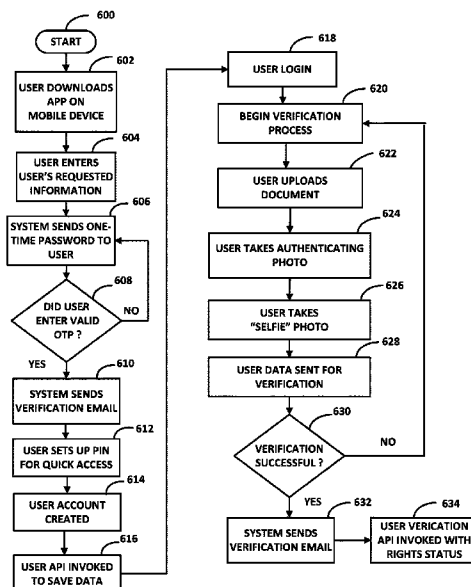 600
START
602
USER DOWNLOADS
APP ON
MOBILE DEVICE
604
USER ENTERS
USER'S REQUESTED
INFORMATION
606
SYSTEM SENDS ONE-
TIME PASSWORD TO
USER
608
DID USER
ENTER VALID
OTP ?
NO
YES
610
SYSTEM SENDS
VERIFICATION EMAIL
612
USER SETS UP PIN
FOR QUICK ACCESS
614
USER ACCOUNT
CREATED
616
USER API INVOKED
TO SAVE DATA
618
USER LOGIN
620
BEGIN VERIFICATION
PROCESS
622
USER UPLOADS
DOCUMENT
624
USER TAKES AUTHENTICATING
PHOTO
626
USER TAKES
"SELFIE" PHOTO
628
USER DATA SENT FOR
VERIFICATION
630
VERIFICATION
SUCCESSFUL ?
NO
YES
632
SYSTEM SENDS
VERIFICATION EMAIL
634
USER VERICATION
API INVOKED WITH
RIGHTS STATUS